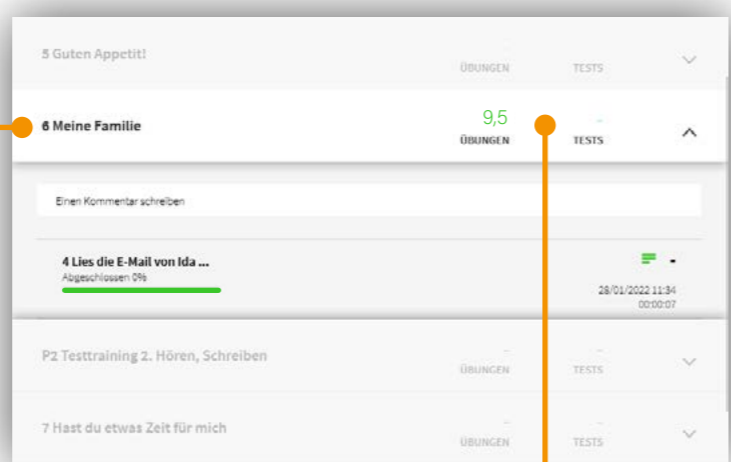 5 Guten Appetit!
ÜBUNGEN TESTS
6 Meine Familie
9,5 -
ÜBUNGEN TESTS
Einen Kommentar schreiben
4 Lies die E-Mail von Ida ...
Abgeschlossen 0%
-
28/01/2022 11:34
00:00:07
P2 Testtraining 2. Hören, Schreiben
- -
ÜBUNGEN TESTS
7 Hast du etwas Zeit für mich
- -
ÜBUNGEN TESTS